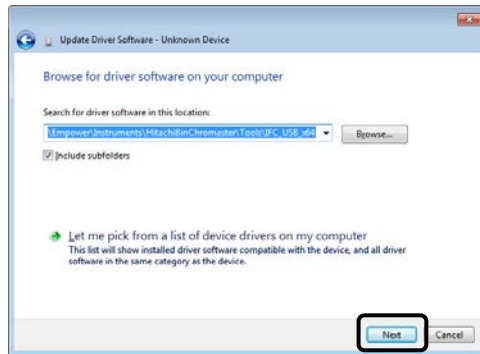 Update Driver Software - Unknown Device
Browse for driver software on your computer
Search for driver software in this location:
\Empower\Instruments\HitachiBinChromaster\Tools\IFC_USB_x64
Browse...
Include subfolders
Let me pick from a list of device drivers on my computer
This list will show installed driver software compatible with the device, and all driver
software in the same category as the device.
Next Cancel